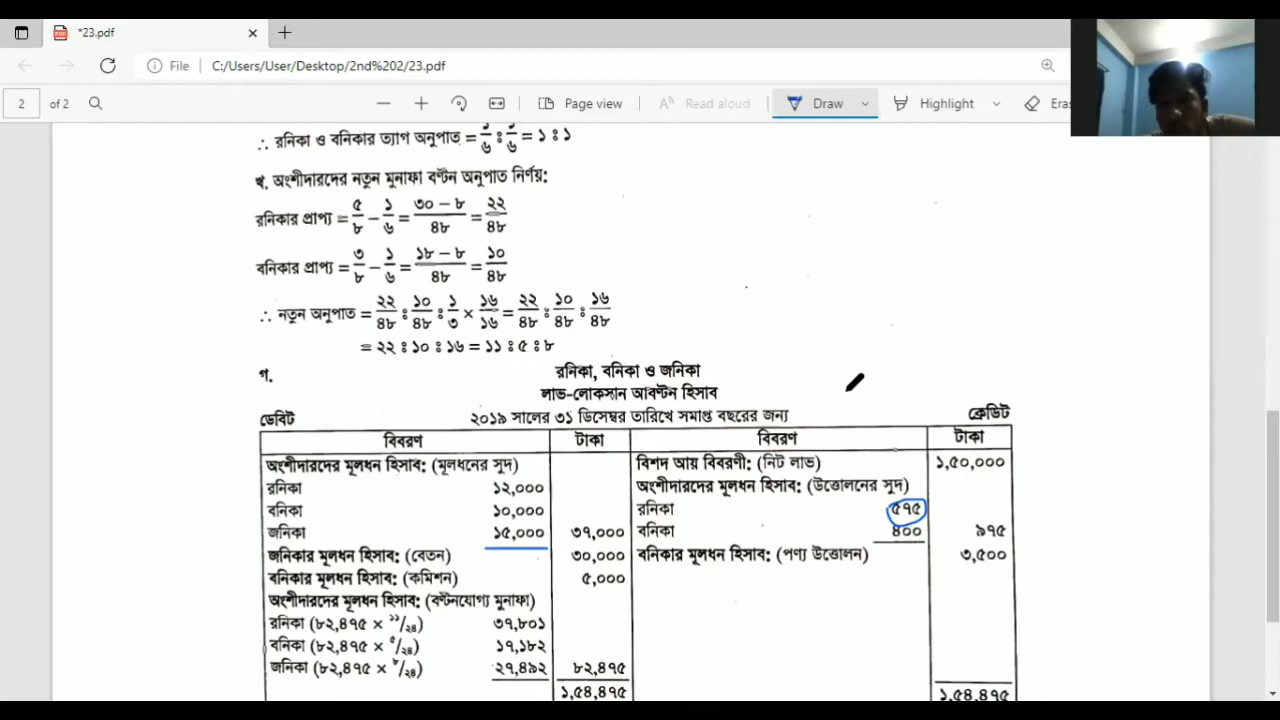 *23.pdf
File C:/Users/User/Desktop/2nd%202/23.pdf
2 of 2 Page view Read aloud Draw Highlight Eras
∴ রনিকা ও বনিকার ত্যাগ অনুপাত = ১/৬ : ১/৬ = ১ : ১
খ. অংশীদারদের নতুন মুনাফা বণ্টন অনুপাত নির্ণয়:
রনিকার প্রাপ্য = ৫/৮ − ১/৬ = ৩০ − ৮/৪৮ = ২২/৪৮
বনিকার প্রাপ্য = ৩/৮ − ১/৬ = ১৮ − ৮/৪৮ = ১০/৪৮
∴ নতুন অনুপাত = ২২/৪৮ : ১০/৪৮ : ১/৩ × ১৬/১৬ = ২২/৪৮ : ১০/৪৮ : ১৬/৪৮
= ২২ : ১০ : ১৬ = ১১ : ৫ : ৮
গ. রনিকা, বনিকা ও জনিকা
লাভ-লোকসান আবণ্টন হিসাব
ডেবিট ২০১৯ সালের ৩১ ডিসেম্বর তারিখে সমাপ্ত বছরের জন্য ক্রেডিট
বিবরণ টাকা বিবরণ টাকা
অংশীদারদের মূলধন হিসাব: (মূলধনের সুদ) বিশদ আয় বিবরণী: (নিট লাভ) ১,৫০,০০০
রনিকা ১২,০০০ অংশীদারদের মূলধন হিসাব: (উত্তোলনের সুদ)
বনিকা ১০,০০০ রনিকা ৫৭৫
জনিকা ১৫,০০০ ৩৭,০০০ বনিকা ৪০০ ৯৭৫
জনিকার মূলধন হিসাব: (বেতন) ৩০,০০০ বনিকার মূলধন হিসাব: (পণ্য উত্তোলন) ৩,৫০০
বনিকার মূলধন হিসাব: (কমিশন) ৫,০০০
অংশীদারদের মূলধন হিসাব: (বণ্টনযোগ্য মুনাফা)
রনিকা (৮২,৪৭৫ × ১১/২৪) ৩৭,৮০১
বনিকা (৮২,৪৭৫ × ৫/২৪) ১৭,১৮২
জনিকা (৮২,৪৭৫ × ৮/২৪) ২৭,৪৯২ ৮২,৪৭৫
১,৫৪,৪৭৫ ১,৫৪,৪৭৫